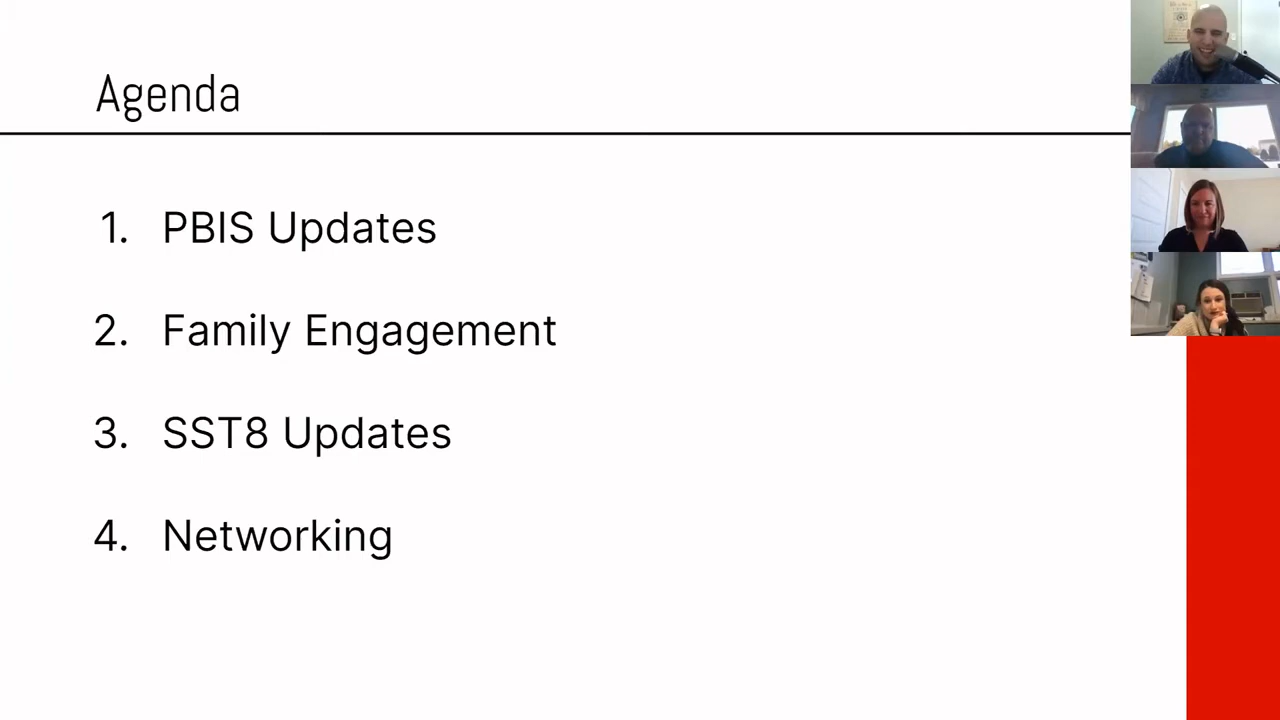 Agenda
1. PBIS Updates
2. Family Engagement
3. SST8 Updates
4. Networking